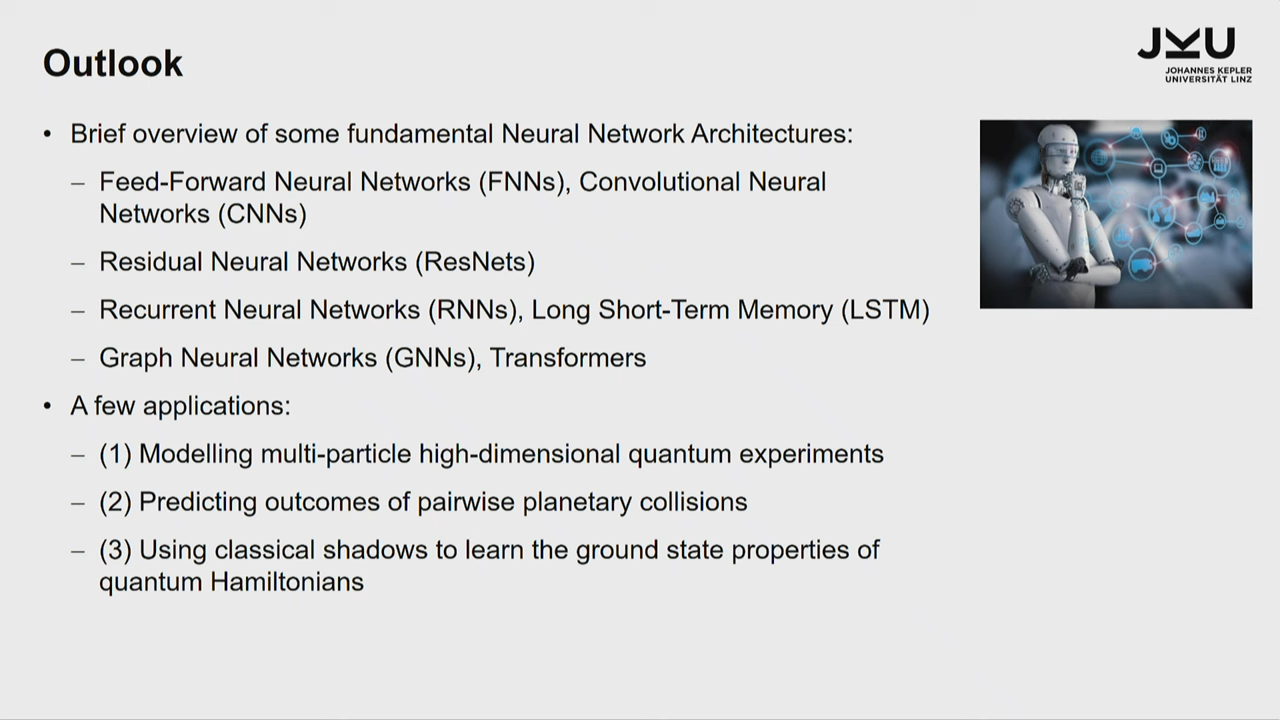 Outlook
JKU
JOHANNES KEPLER
UNIVERSITÄT LINZ
• Brief overview of some fundamental Neural Network Architectures:
– Feed-Forward Neural Networks (FNNs), Convolutional Neural
Networks (CNNs)
– Residual Neural Networks (ResNets)
– Recurrent Neural Networks (RNNs), Long Short-Term Memory (LSTM)
– Graph Neural Networks (GNNs), Transformers
• A few applications:
– (1) Modelling multi-particle high-dimensional quantum experiments
– (2) Predicting outcomes of pairwise planetary collisions
– (3) Using classical shadows to learn the ground state properties of
quantum Hamiltonians